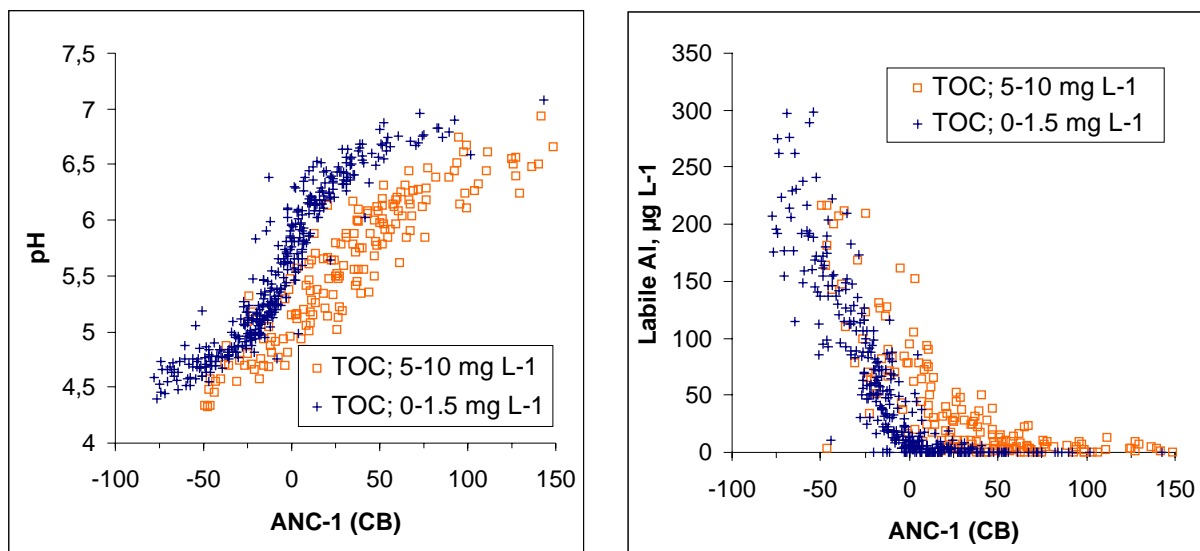 7,5
7
6,5
6
5,5
5
4,5
4
pH
-100 -50 0 50 100 150
ANC-1 (CB)
TOC; 5-10 mg L-1
TOC; 0-1.5 mg L-1
350
300
250
200
150
100
50
0
Labile Al, µg L-1
-100 -50 0 50 100 150
ANC-1 (CB)
TOC; 5-10 mg L-1
TOC; 0-1.5 mg L-1